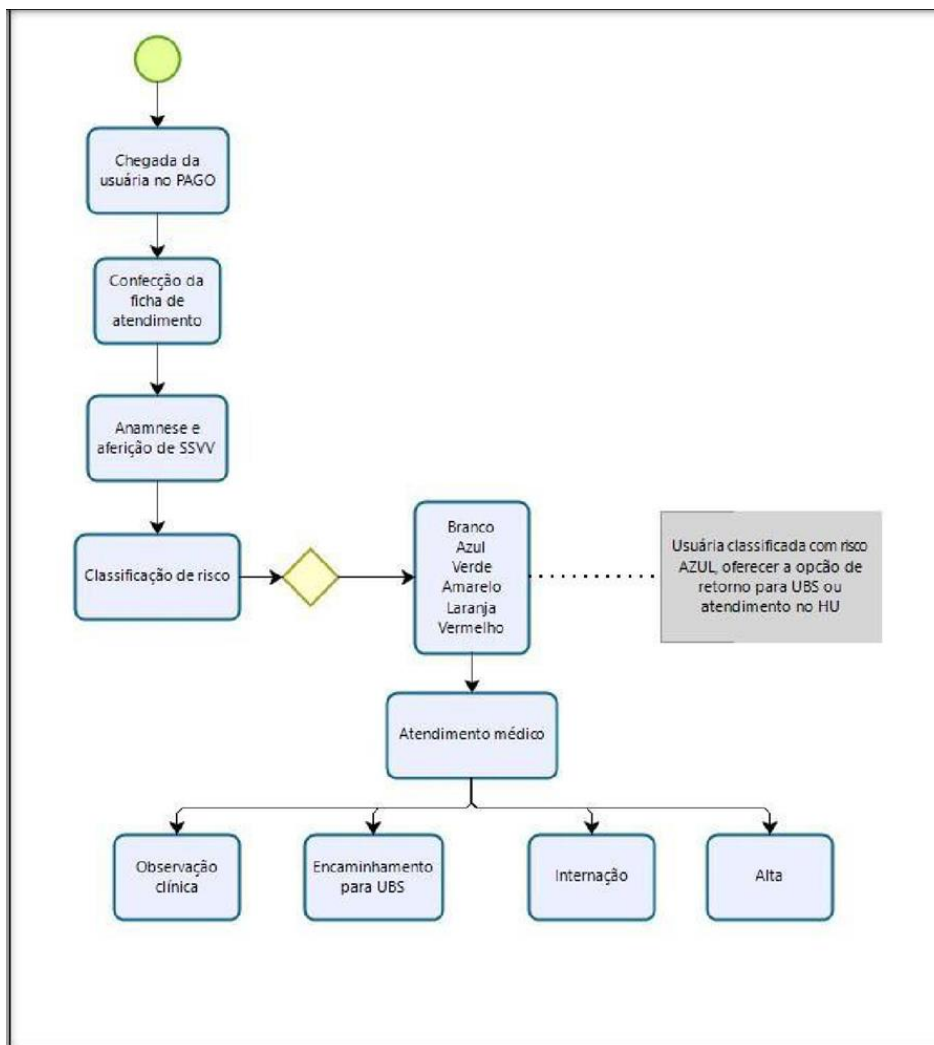 Chegada da
usuária no PAGO
Confecção da
ficha de
atendimento
Anamnese e
aferição de SSVV
Classificação de risco
Branco
Azul
Verde
Amarelo
Laranja
Vermelho
Usuária classificada com risco
AZUL, oferecer a opção de
retorno para UBS ou
atendimento no HU
Atendimento médico
Observação
clínica
Encaminhamento
para UBS
Internação
Alta